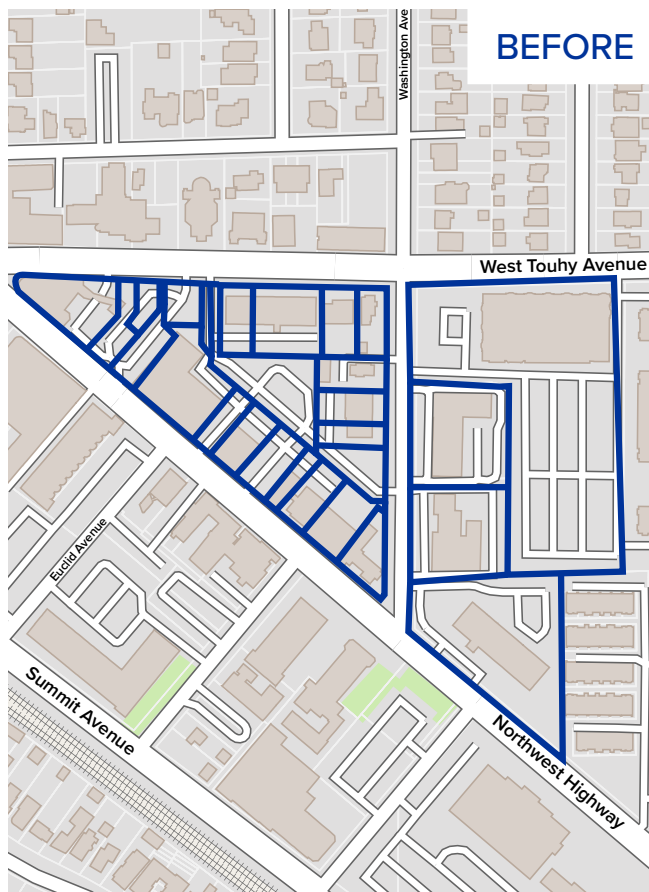 BEFORE
Washington Ave
West Touhy Avenue
Euclid Avenue
Summit Avenue
Northwest Highway